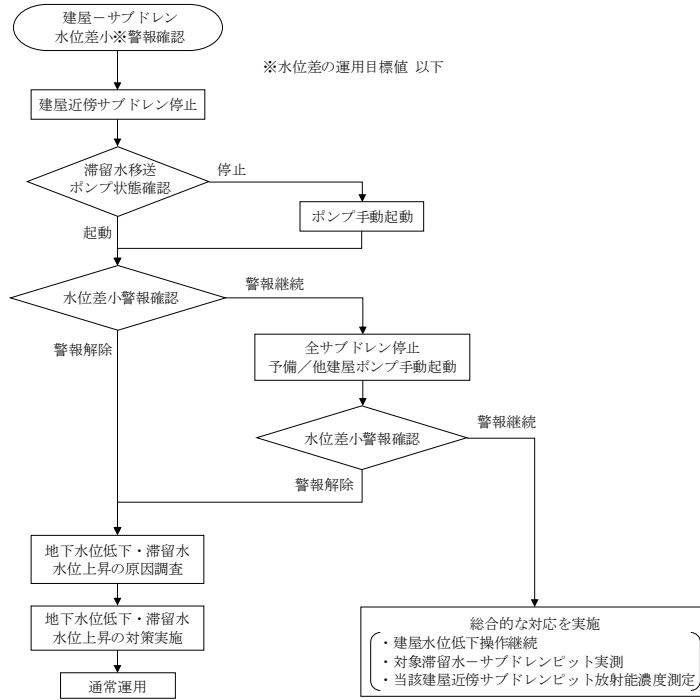 建屋－サブドレン
水位差小※警報確認
※水位差の運用目標値 以下
建屋近傍サブドレン停止
滞留水移送
ポンプ状態確認
停止
ポンプ手動起動
起動
水位差小警報確認
警報継続
警報解除
全サブドレン停止
予備／他建屋ポンプ手動起動
水位差小警報確認
警報継続
警報解除
地下水位低下・滞留水
水位上昇の原因調査
地下水位低下・滞留水
水位上昇の対策実施
通常運用
総合的な対応を実施
・建屋水位低下操作継続
・対象滞留水－サブドレンピット実測
・当該建屋近傍サブドレンピット放射能濃度測定